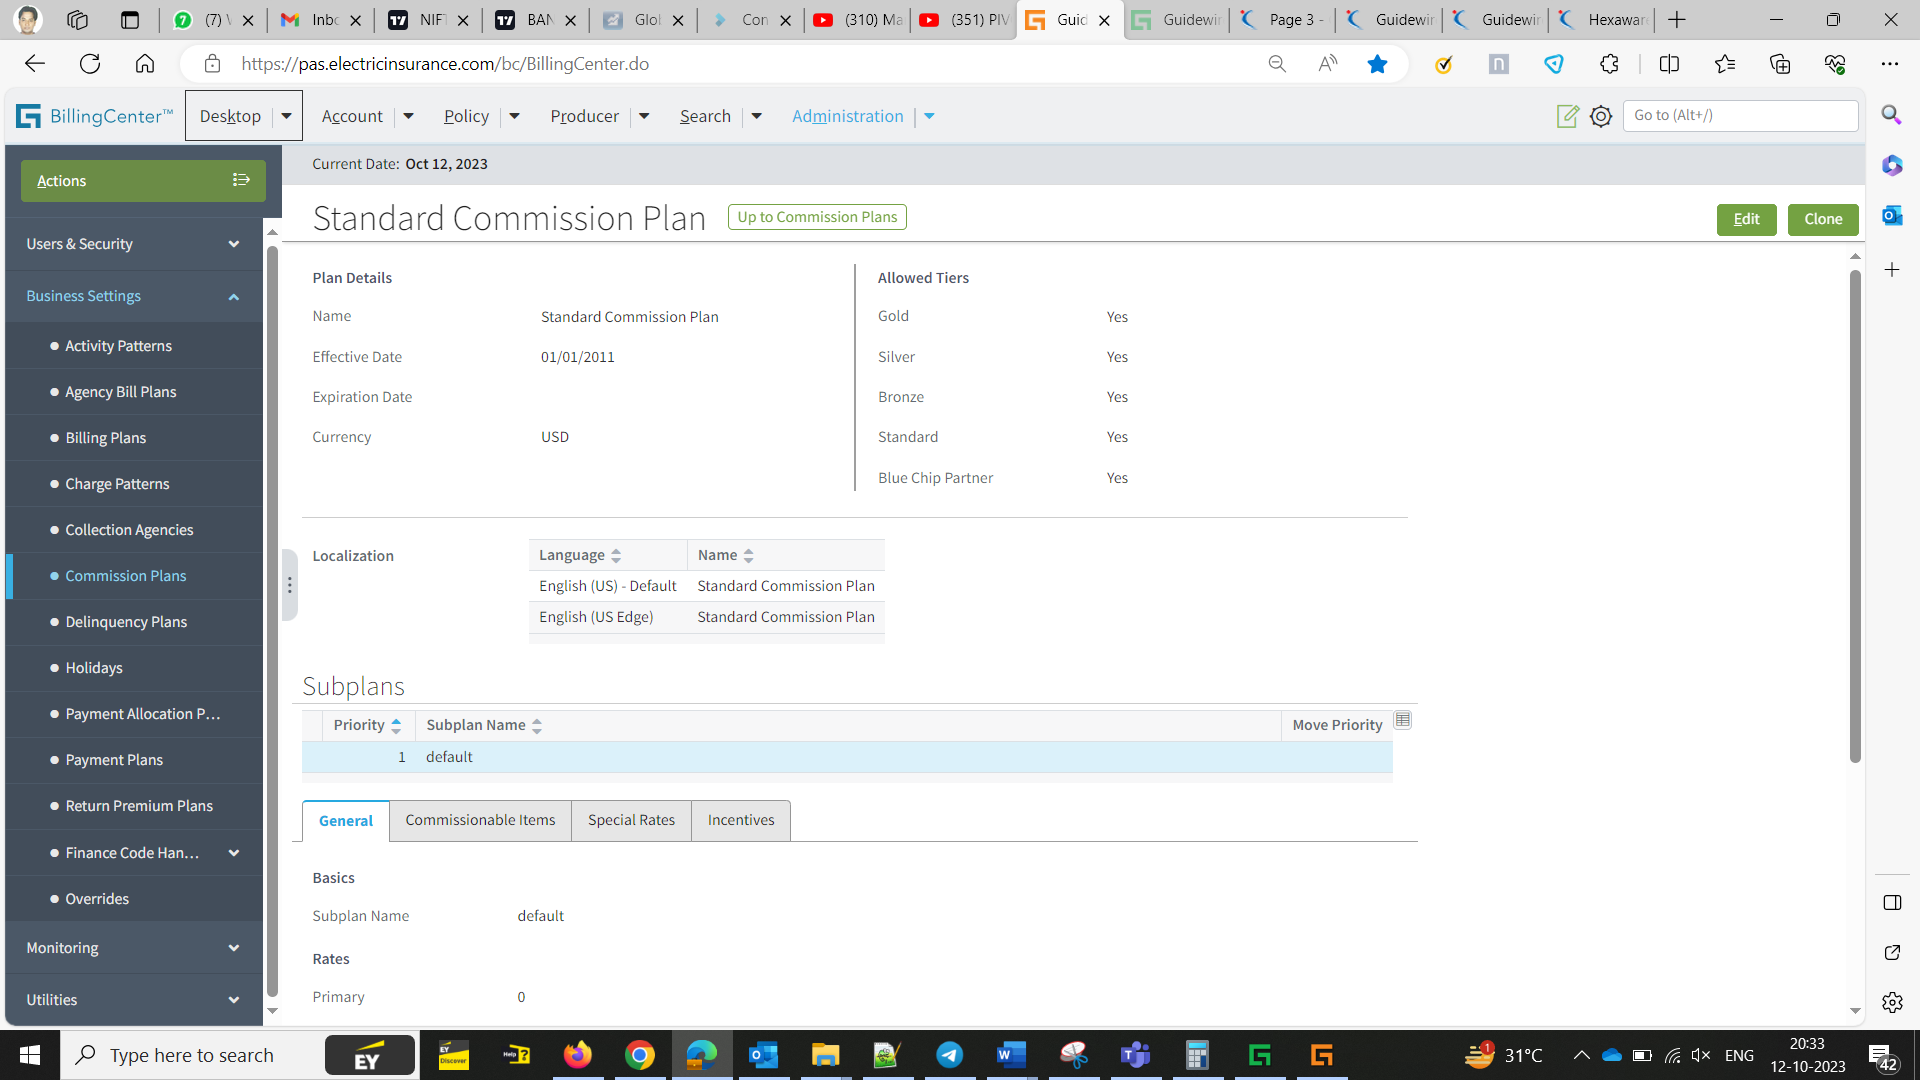 (7) W
Inbo
NIFT
BAN
Glol
Con
(310) Ma
(351) PIV
Guid
Guidewir
Page 3 -
Guidewir
Guidewir
Hexawar
https://pas.electricinsurance.com/bc/BillingCenter.do
BillingCenter™
Desktop
Account
Policy
Producer
Search
Administration
Go to (Alt+/)
Actions
Current Date: Oct 12, 2023
Standard Commission Plan
Up to Commission Plans
Edit
Clone
Users & Security
Business Settings
Activity Patterns
Agency Bill Plans
Billing Plans
Charge Patterns
Collection Agencies
Commission Plans
Delinquency Plans
Holidays
Payment Allocation P...
Payment Plans
Return Premium Plans
Finance Code Han...
Overrides
Monitoring
Utilities
Plan Details
Name Standard Commission Plan
Effective Date 01/01/2011
Expiration Date
Currency USD
Allowed Tiers
Gold Yes
Silver Yes
Bronze Yes
Standard Yes
Blue Chip Partner Yes
Localization
Language Name
English (US) - Default Standard Commission Plan
English (US Edge) Standard Commission Plan
Subplans
Priority Subplan Name Move Priority
1 default
General
Commissionable Items
Special Rates
Incentives
Basics
Subplan Name default
Rates
Primary 0
Type here to search
EY
EY
Discover
Help ?
1
31°C
ENG
20:33
12-10-2023
42